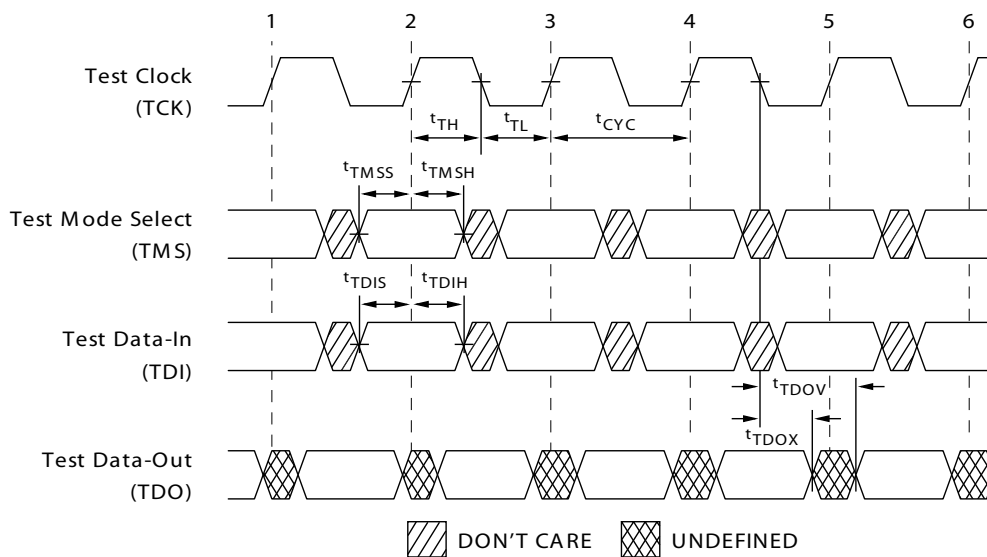 1 2 3 4 5 6
Test Clock
(TCK)
tTH tTL tCYC
tTMSS tTMSH
Test Mode Select
(TMS)
tTDIS tTDIH
Test Data-In
(TDI)
tTDOV
tTDOX
Test Data-Out
(TDO)
DON'T CARE UNDEFINED